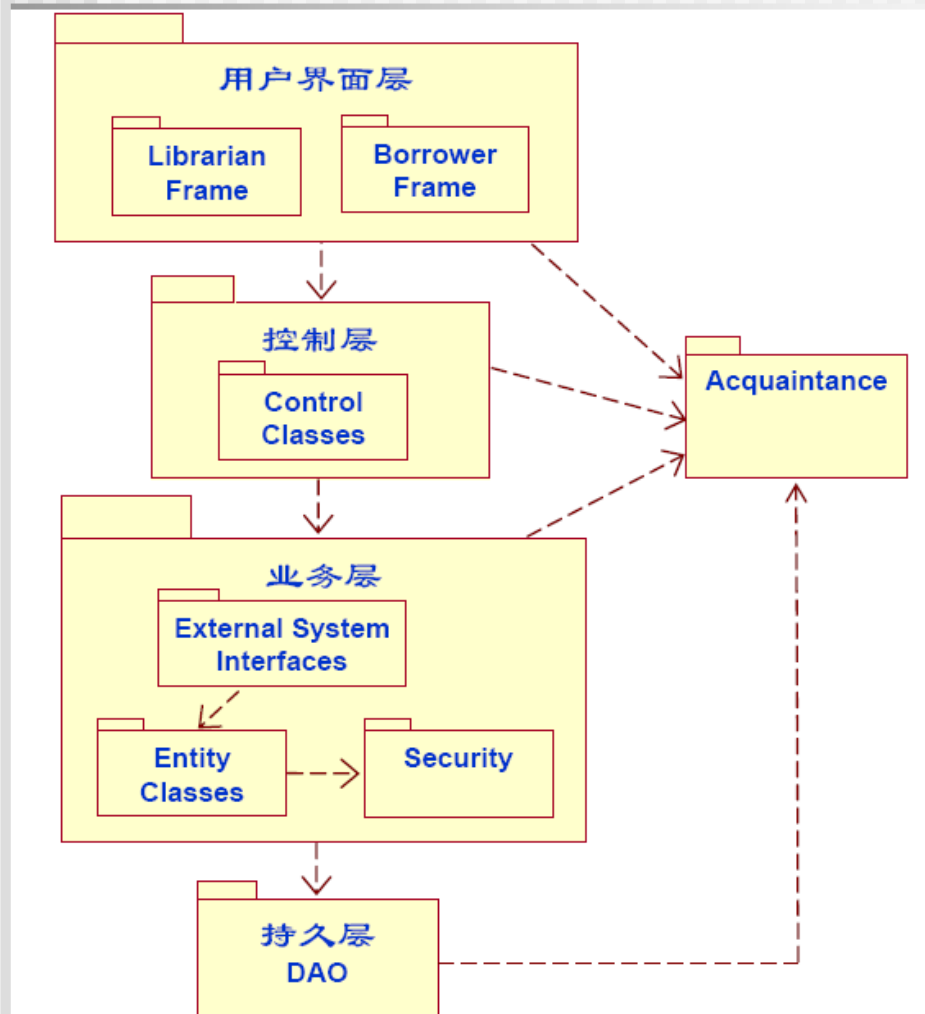 用户界面层
Librarian
Frame
Borrower
Frame
控制层
Control
Classes
Acquaintance
业务层
External System
Interfaces
Entity
Classes
Security
持久层
DAO